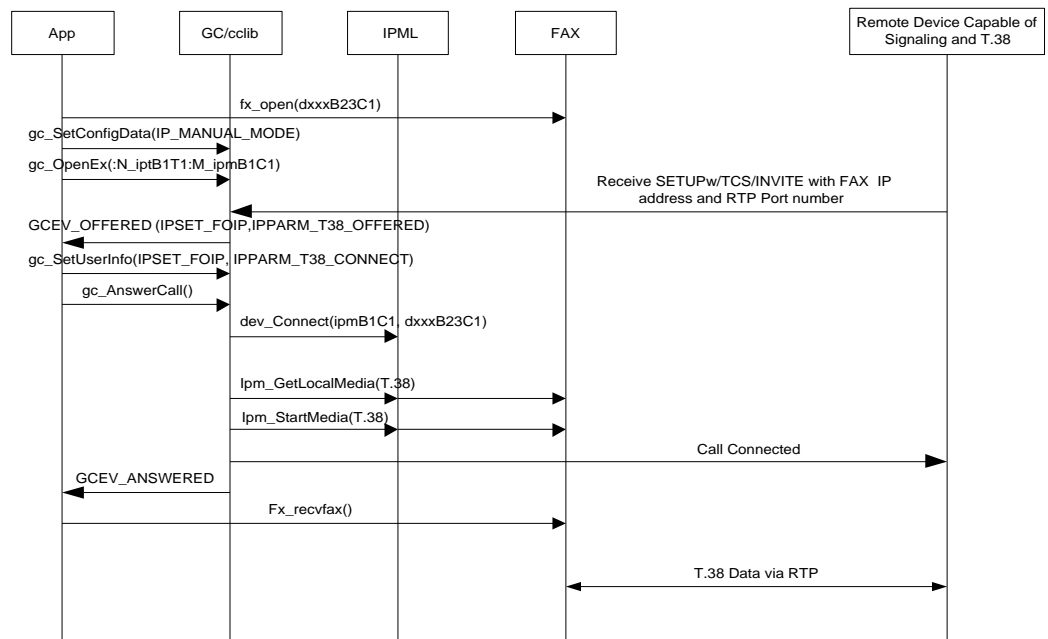 App
GC/cclib
IPML
FAX
Remote Device Capable of
Signaling and T.38
fx_open(dxxxB23C1)
gc_SetConfigData(IP_MANUAL_MODE)
gc_OpenEx(:N_iptB1T1:M_ipmB1C1)
Receive SETUPw/TCS/INVITE with FAX IP
address and RTP Port number
GCEV_OFFERED (IPSET_FOIP,IPPARM_T38_OFFERED)
gc_SetUserInfo(IPSET_FOIP, IPPARM_T38_CONNECT)
gc_AnswerCall()
dev_Connect(ipmB1C1, dxxxB23C1)
Ipm_GetLocalMedia(T.38)
Ipm_StartMedia(T.38)
Call Connected
GCEV_ANSWERED
Fx_recvfax()
T.38 Data via RTP